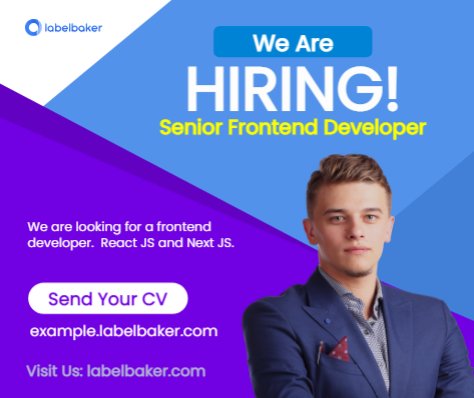 labelbaker
We Are
HIRING!
Senior Frontend Developer
We are looking for a frontend
developer. React JS and Next JS.
Send Your CV
example.labelbaker.com
Visit Us: labelbaker.com